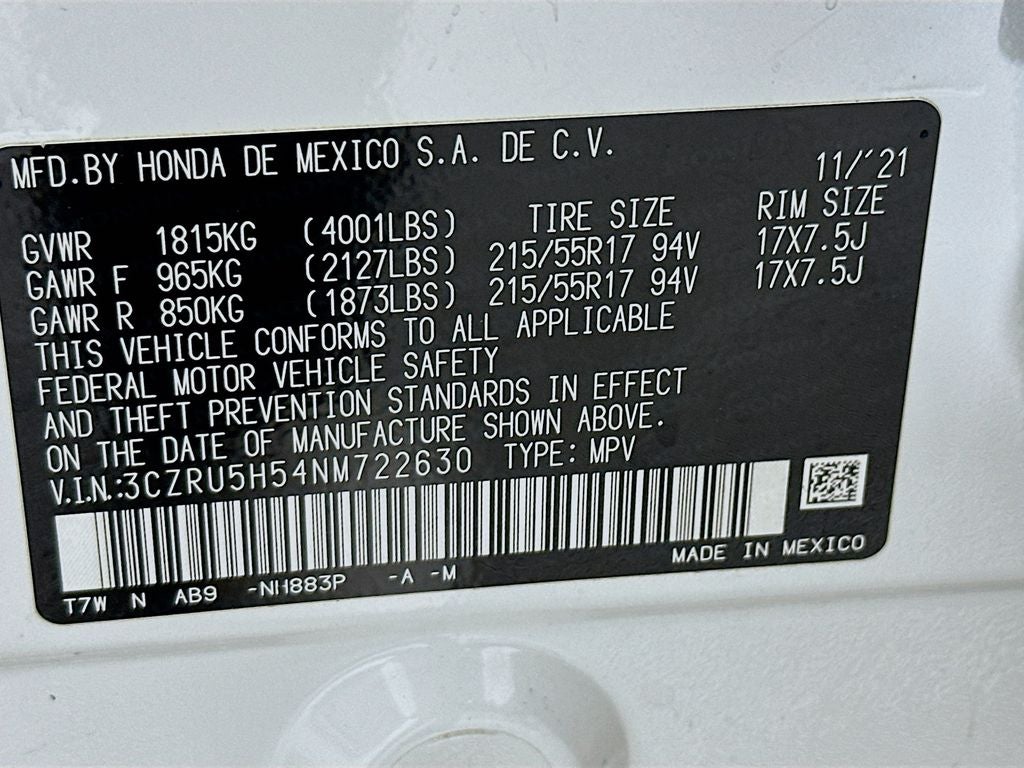 MFD.BY HONDA DE MEXICO S.A. DE C.V.
11/'21
GVWR 1815KG (4001LBS) TIRE SIZE RIM SIZE
GAWR F 965KG (2127LBS) 215/55R17 94V 17X7.5J
GAWR R 850KG (1873LBS) 215/55R17 94V 17X7.5J
THIS VEHICLE CONFORMS TO ALL APPLICABLE
FEDERAL MOTOR VEHICLE SAFETY
AND THEFT PREVENTION STANDARDS IN EFFECT
ON THE DATE OF MANUFACTURE SHOWN ABOVE.
V.I.N.:3CZRU5H54NM722630 TYPE: MPV
MADE IN MEXICO
T7W N AB9 -NH883P -A -M